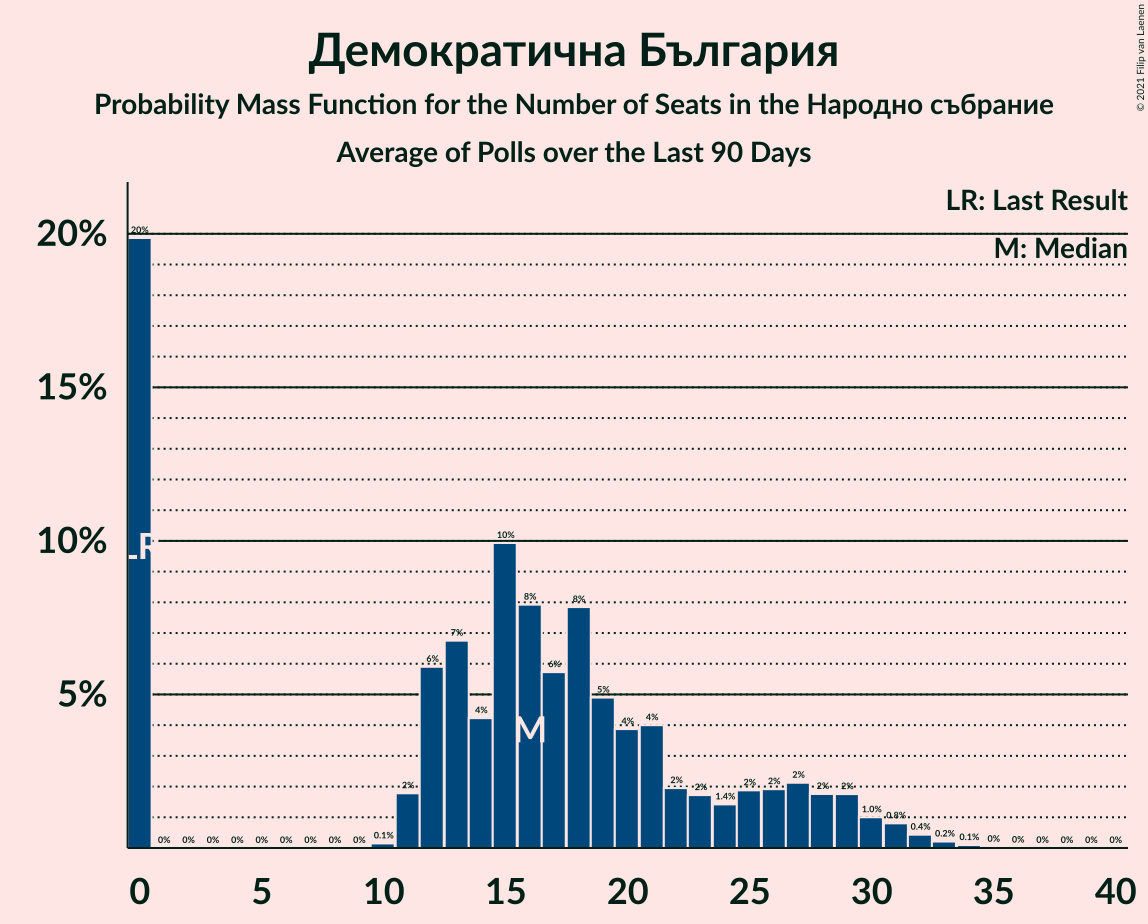 Демократична България
Probability Mass Function for the Number of Seats in the Народно събрание
Average of Polls over the Last 90 Days
© 2021 Filip van Laenen
LR: Last Result
M: Median
20%
15%
10%
5%
20% 0% 0% 0% 0% 0% 0% 0% 0% 0% 0.1% 2% 6% 7% 4% 10% 8% 6% 8% 5% 4% 4% 2% 2% 1.4% 2% 2% 2% 2% 2% 1.0% 0.8% 0.4% 0.2% 0.1% 0% 0% 0% 0% 0% 0%
LR
M
0 5 10 15 20 25 30 35 40